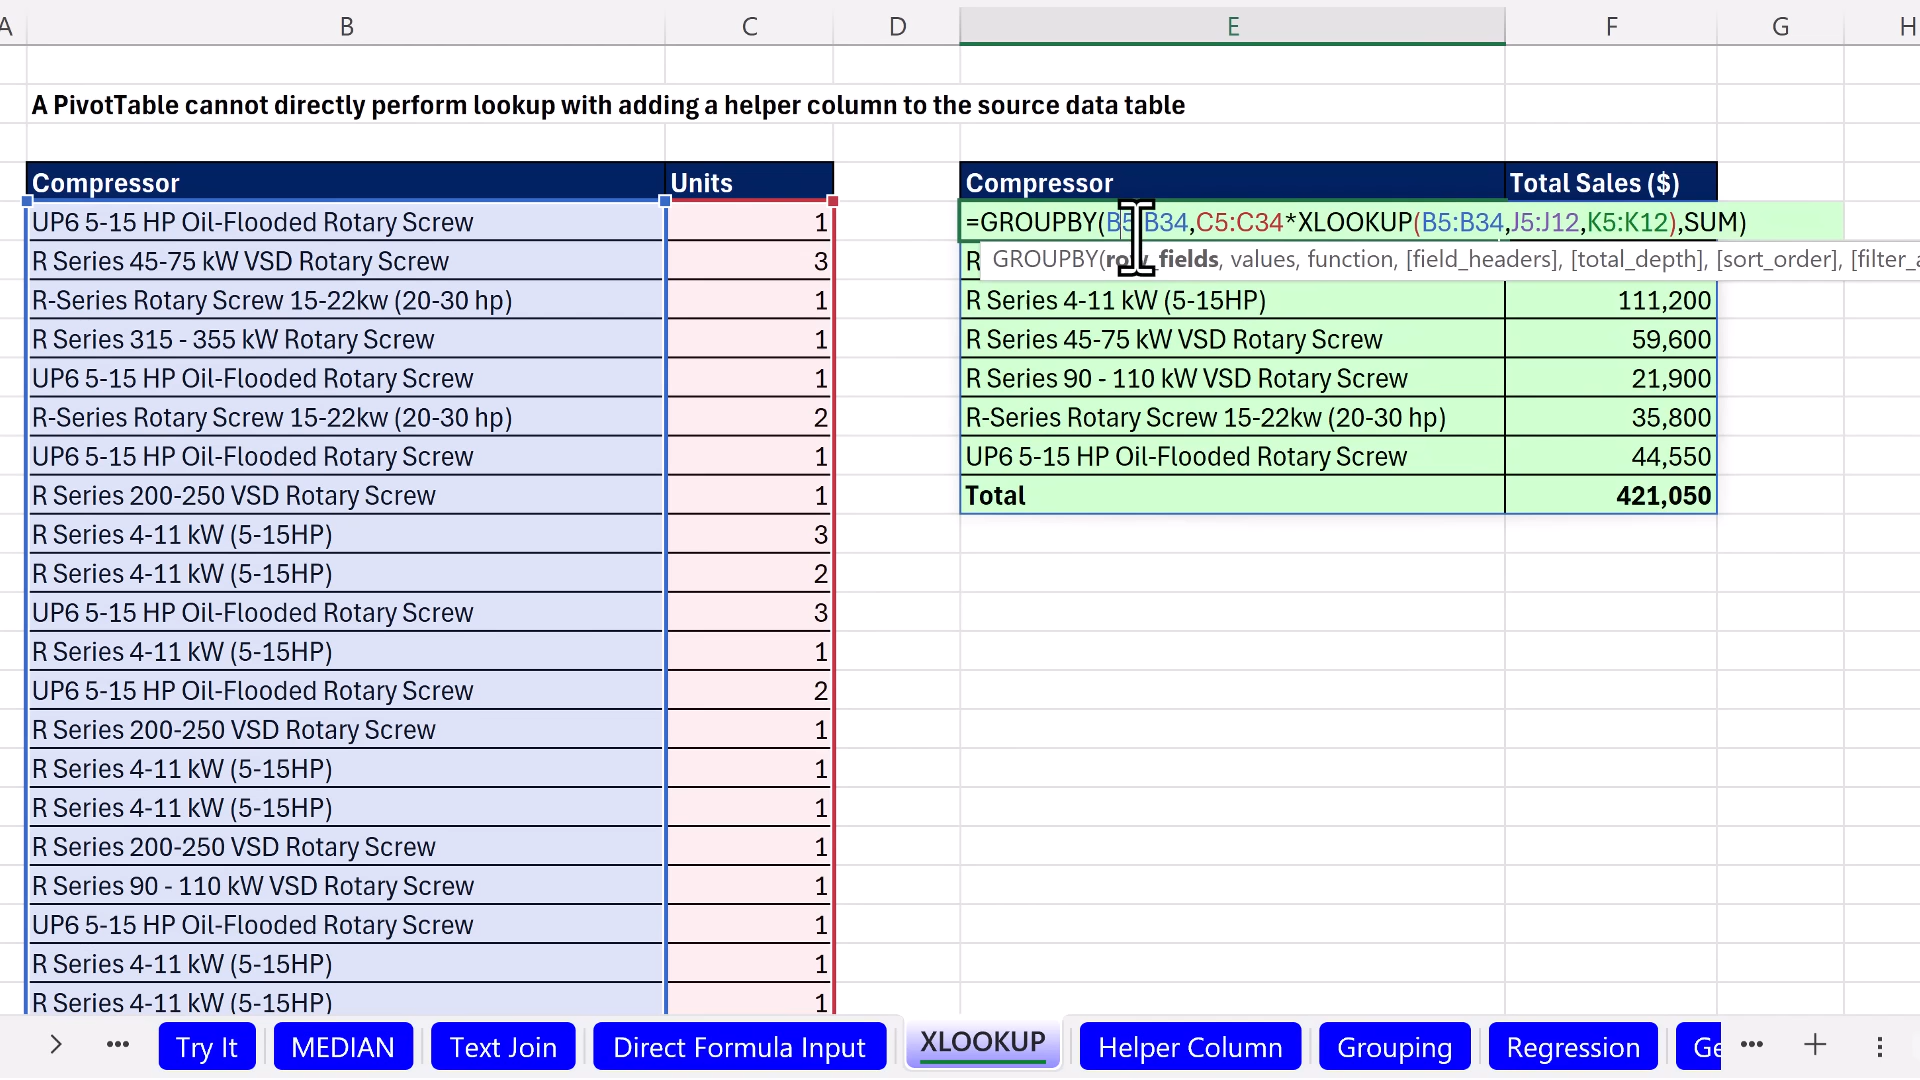 A B C D E F G H
A PivotTable cannot directly perform lookup with adding a helper column to the source data table
Compressor Units Compressor Total Sales ($)
UP6 5-15 HP Oil-Flooded Rotary Screw 1 =GROUPBY(B5:B34,C5:C34*XLOOKUP(B5:B34,J5:J12,K5:K12),SUM)
R Series 45-75 kW VSD Rotary Screw 3 R GROUPBY(row_fields, values, function, [field_headers], [total_depth], [sort_order], [filter_a
R-Series Rotary Screw 15-22kw (20-30 hp) 1 R Series 4-11 kW (5-15HP) 111,200
R Series 315 - 355 kW Rotary Screw 1 R Series 45-75 kW VSD Rotary Screw 59,600
UP6 5-15 HP Oil-Flooded Rotary Screw 1 R Series 90 - 110 kW VSD Rotary Screw 21,900
R-Series Rotary Screw 15-22kw (20-30 hp) 2 R-Series Rotary Screw 15-22kw (20-30 hp) 35,800
UP6 5-15 HP Oil-Flooded Rotary Screw 1 UP6 5-15 HP Oil-Flooded Rotary Screw 44,550
R Series 200-250 VSD Rotary Screw 1 Total 421,050
R Series 4-11 kW (5-15HP) 3
R Series 4-11 kW (5-15HP) 2
UP6 5-15 HP Oil-Flooded Rotary Screw 3
R Series 4-11 kW (5-15HP) 1
UP6 5-15 HP Oil-Flooded Rotary Screw 2
R Series 200-250 VSD Rotary Screw 1
R Series 4-11 kW (5-15HP) 1
R Series 4-11 kW (5-15HP) 1
R Series 200-250 VSD Rotary Screw 1
R Series 90 - 110 kW VSD Rotary Screw 1
UP6 5-15 HP Oil-Flooded Rotary Screw 1
R Series 4-11 kW (5-15HP) 1
R Series 4-11 kW (5-15HP) 1
Try It MEDIAN Text Join Direct Formula Input XLOOKUP Helper Column Grouping Regression Ge